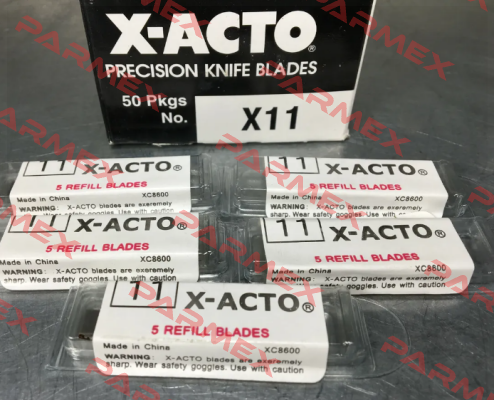 X-ACTO®
PRECISION KNIFE BLADES
50 Pkgs
No. X11
11 X-ACTO®
5 REFILL BLADES
Made in China XC8600
WARNING: X-ACTO blades are exeremely
sharp. Wear safety goggles. Use with caution
11 X-ACTO®
5 REFILL BLADES
Made in China XC8600
WARNING: X-ACTO blades are exeremely
sharp. Wear safety goggles. Use with caution
11 X-ACTO®
5 REFILL BLADES
Made in China XC8600
WARNING: X-ACTO blades are exeremely
sharp. Wear safety goggles. Use with caution
11 X-ACTO®
5 REFILL BLADES
Made in China XC8600
WARNING: X-ACTO blades are exeremely
sharp. Wear safety goggles. Use with caution
11 X-ACTO®
5 REFILL BLADES
Made in China XC8600
WARNING: X-ACTO blades are exeremely
sharp. Wear safety goggles. Use with caution
PARMEX